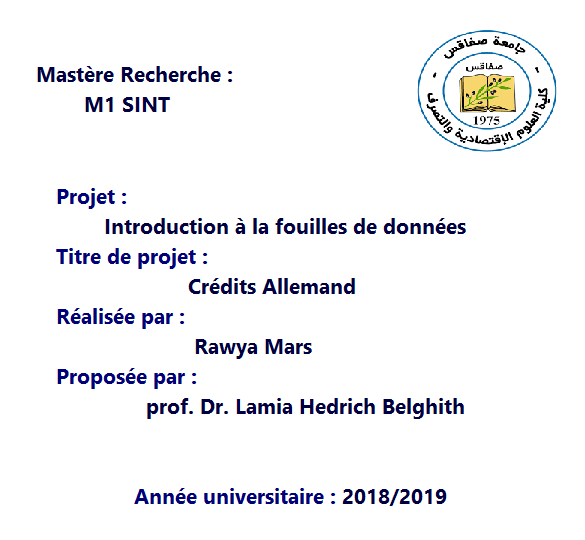 Mastère Recherche :
M1 SINT
جامعة صفاقس
صفاقس
1975
كلية العلوم الإقتصادية والتصرف
Projet :
Introduction à la fouilles de données
Titre de projet :
Crédits Allemand
Réalisée par :
Rawya Mars
Proposée par :
prof. Dr. Lamia Hedrich Belghith
Année universitaire : 2018/2019